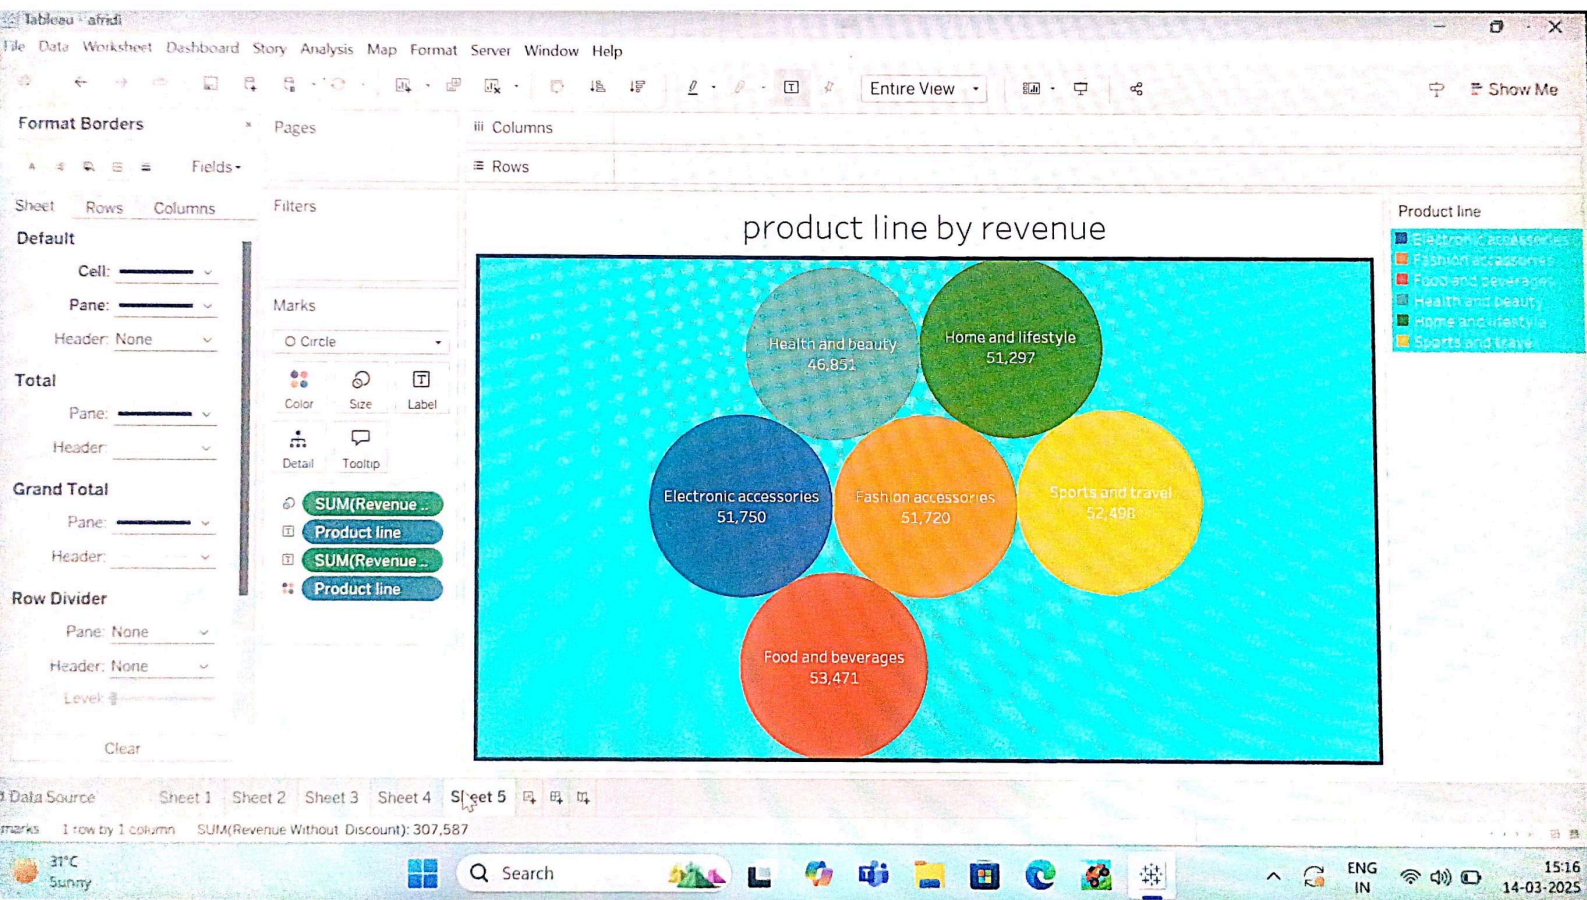 Tableau - afridi
File Data Worksheet Dashboard Story Analysis Map Format Server Window Help
Entire View
Show Me
Format Borders
Fields
Sheet Rows Columns
Default
Cell:
Pane:
Header: None
Total
Pane:
Header:
Grand Total
Pane:
Header:
Row Divider
Pane: None
Header: None
Level:
Clear
Pages
Filters
Marks
Circle
Color Size Label
Detail Tooltip
SUM(Revenue ..
Product line
SUM(Revenue ..
Product line
iii Columns
Rows
product line by revenue
Health and beauty
46,851
Home and lifestyle
51,297
Electronic accessories
51,750
Fashion accessories
51,720
Sports and travel
52,498
Food and beverages
53,471
Product line
Electronic accessories
Fashion accessories
Food and beverages
Health and beauty
Home and lifestyle
Sports and travel
Data Source Sheet 1 Sheet 2 Sheet 3 Sheet 4 Sheet 5
marks 1 row by 1 column SUM(Revenue Without Discount): 307,587
31°C
Sunny
Search
ENG
IN
15:16
14-03-2025